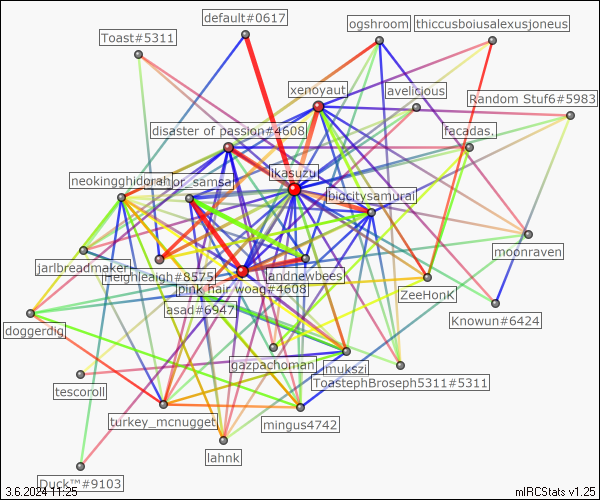 default#0617
ogshroom
thiccusboiusalexusjoneus
Toast#5311
xenoyaut
avelicious
Random Stuf6#5983
disaster of passion#4608
facadas.
ikasuzu
neokingghidorah
major_samsa
bigcitysamurai
moonraven
jarlbreadmaker
Heighleigh#8575
landnewbees
pink hair woag#4608
ZeeHonK
asad#6947
Knowun#6424
doggerdig
gazpachoman
mukszi
ToastephBroseph5311#5311
tescoroll
turkey_mcnugget
mingus4742
lahnk
Duck™#9103
3.6.2024 11:25
mIRCStats v1.25